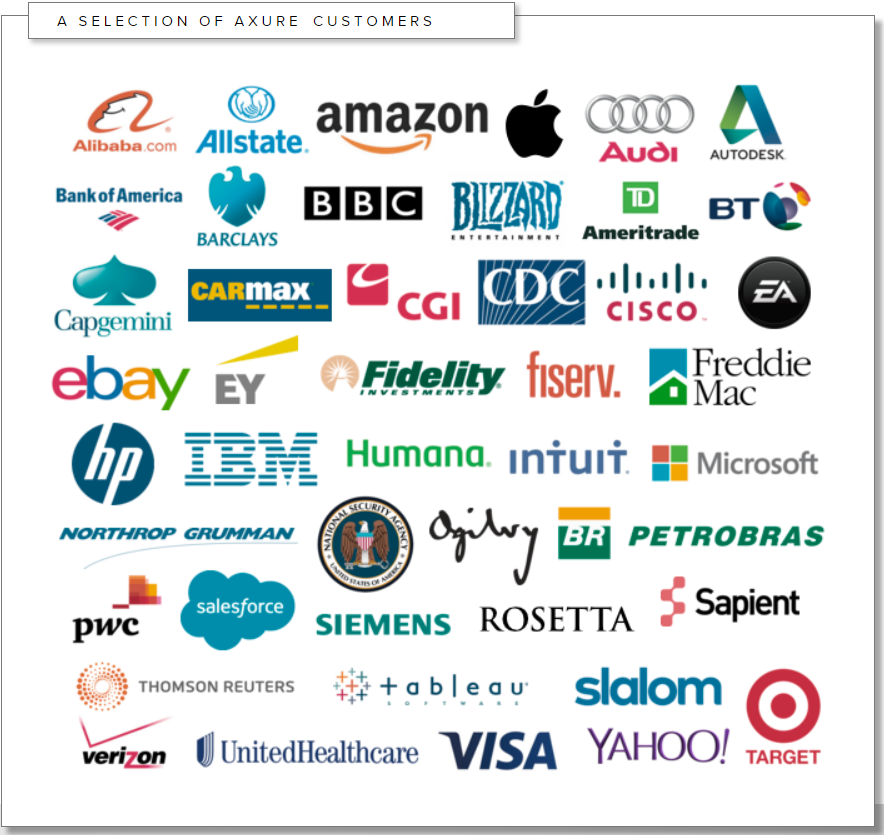 A SELECTION OF AXURE CUSTOMERS
Alibaba.com
Allstate.
amazon
Audi
AUTODESK.
Bank of America
BARCLAYS
BBC
BLIZZARD
ENTERTAINMENT
TD
Ameritrade
BT
Capgemini
CARMAX
CGI
CDC
CISCO
EA
ebay
EY
Fidelity
INVESTMENTS
fiserv.
Freddie
Mac
hp
IBM
Humana.
intuit.
Microsoft
NORTHROP GRUMMAN
NATIONAL SECURITY AGENCY
UNITED STATES OF AMERICA
Ogilvy
BR
PETROBRAS
pwc
salesforce
SIEMENS
ROSETTA
Sapient
THOMSON REUTERS
tableau
SOFTWARE
slalom
TARGET
verizon
UnitedHealthcare
VISA
YAHOO!